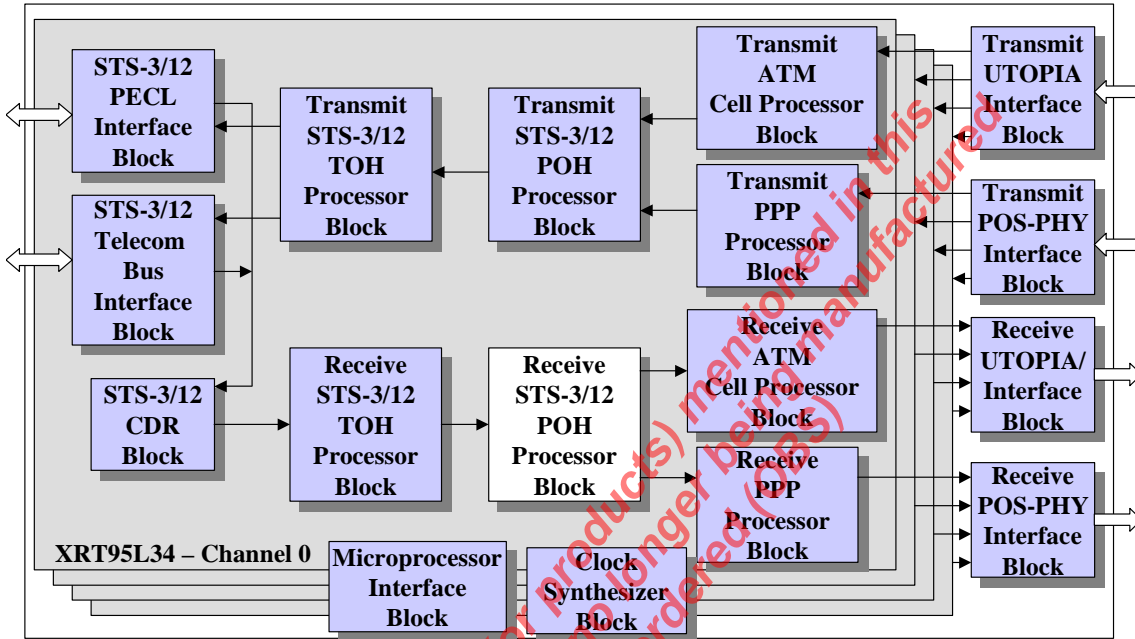 STS-3/12
PECL
Interface
Block
Transmit
STS-3/12
TOH
Processor
Block
Transmit
STS-3/12
POH
Processor
Block
Transmit
ATM
Cell Processor
Block
Transmit
UTOPIA
Interface
Block
STS-3/12
Telecom
Bus
Interface
Block
Transmit
PPP
Processor
Block
Transmit
POS-PHY
Interface
Block
STS-3/12
CDR
Block
Receive
STS-3/12
TOH
Processor
Block
Receive
STS-3/12
POH
Processor
Block
Receive
ATM
Cell Processor
Block
Receive
UTOPIA/
Interface
Block
Receive
PPP
Processor
Block
Receive
POS-PHY
Interface
Block
XRT95L34 – Channel 0
Microprocessor
Interface
Block
Clock
Synthesizer
Block
or products) mentioned in this
no longer being manufactured
ordered (OBS)